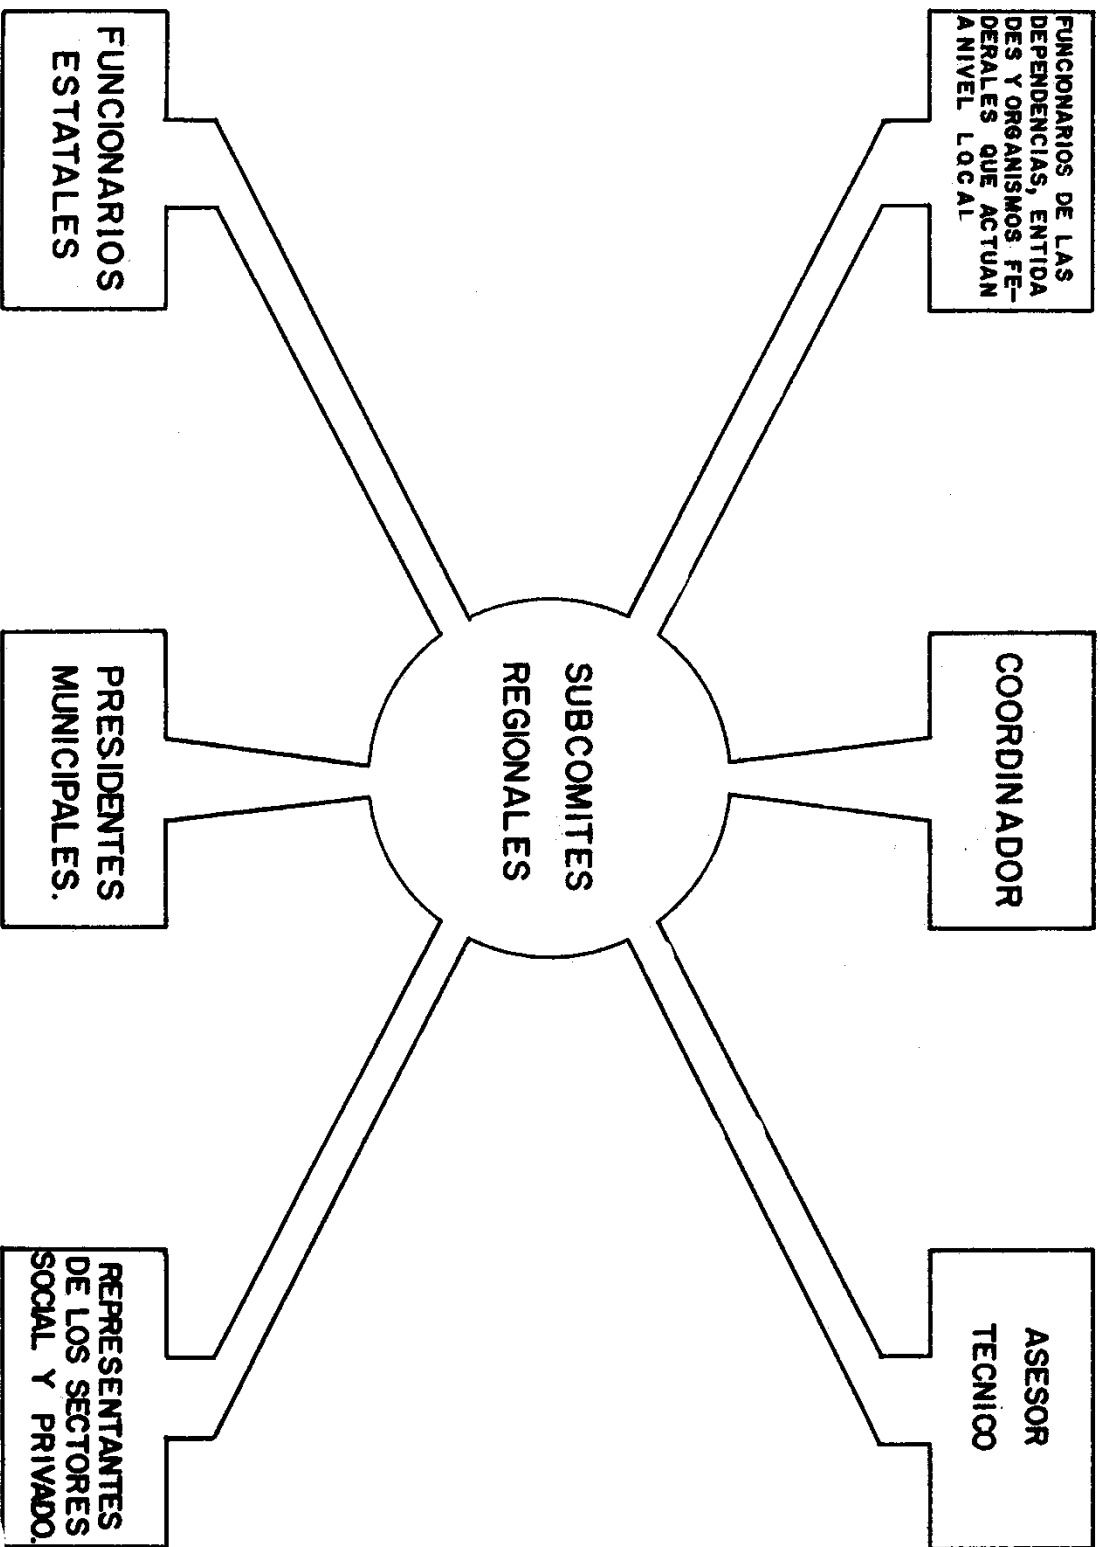 FUNCIONARIOS DE LAS
DEPENDENCIAS, ENTIDA
DES Y ORGANISMOS FE-
DERALES QUE ACTUAN
A NIVEL LOCAL
COORDINADOR
ASESOR
TECNICO
SUBCOMITES
REGIONALES
FUNCIONARIOS
ESTATALES
PRESIDENTES
MUNICIPALES.
REPRESENTANTES
DE LOS SECTORES
SOCIAL Y PRIVADO.